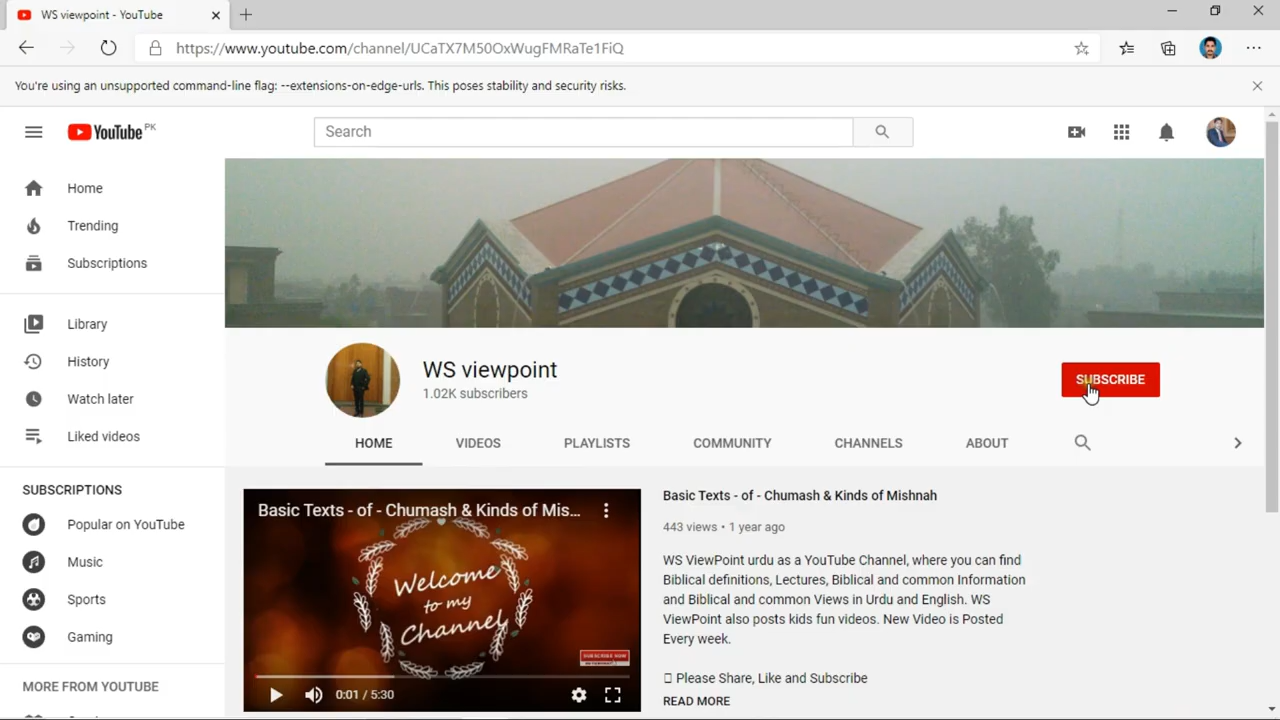 WS viewpoint - YouTube
https://www.youtube.com/channel/UCaTX7M50OxWugFMRaTe1FiQ
You're using an unsupported command-line flag: --extensions-on-edge-urls. This poses stability and security risks.
YouTube PK
Search
Home
Trending
Subscriptions
Library
History
Watch later
Liked videos
SUBSCRIPTIONS
Popular on YouTube
Music
Sports
Gaming
MORE FROM YOUTUBE
WS viewpoint
1.02K subscribers
SUBSCRIBE
HOME VIDEOS PLAYLISTS COMMUNITY CHANNELS ABOUT
Basic Texts - of - Chumash & Kinds of Mis...
Welcome
to my
Channel
SUBSCRIBE NOW
0:01 / 5:30
Basic Texts - of - Chumash & Kinds of Mishnah
443 views • 1 year ago
WS ViewPoint urdu as a YouTube Channel, where you can find
Biblical definitions, Lectures, Biblical and common Information
and Biblical and common Views in Urdu and English. WS
ViewPoint also posts kids fun videos. New Video is Posted
Every week.
Please Share, Like and Subscribe
READ MORE